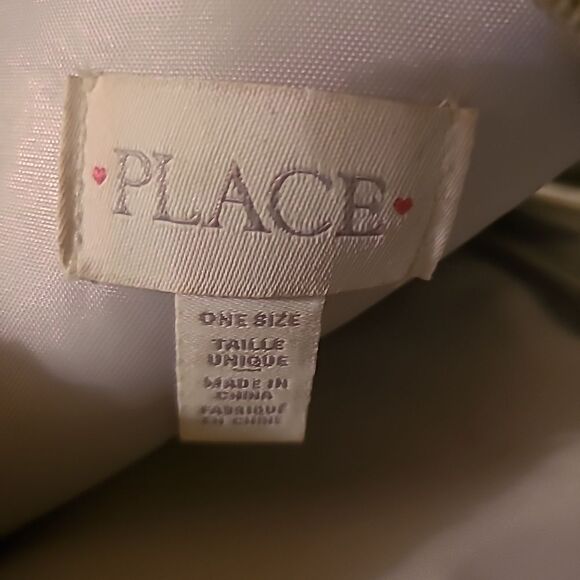 PLACE
ONE SIZE
TAILLE
UNIQUE
MADE IN
CHINA
FABRIQUÉ
EN CHINE